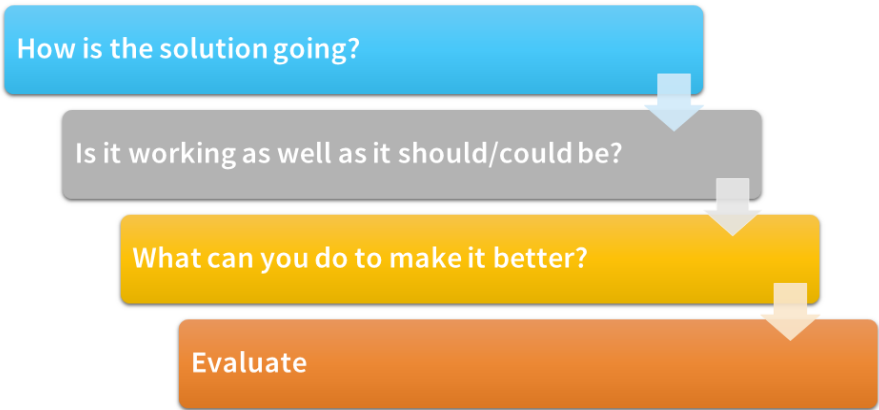 How is the solution going?
Is it working as well as it should/could be?
What can you do to make it better?
Evaluate